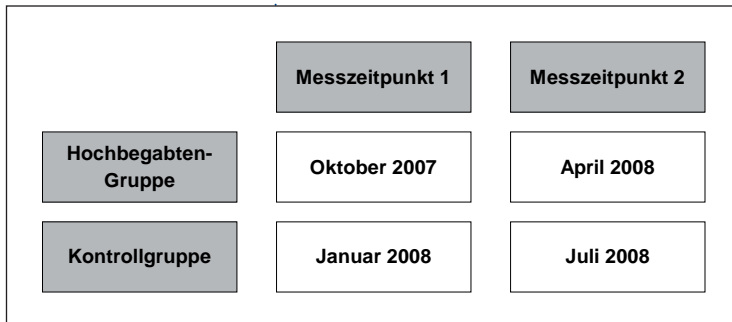 Messzeitpunkt 1
Messzeitpunkt 2
Hochbegabten-
Gruppe
Oktober 2007
April 2008
Kontrollgruppe
Januar 2008
Juli 2008